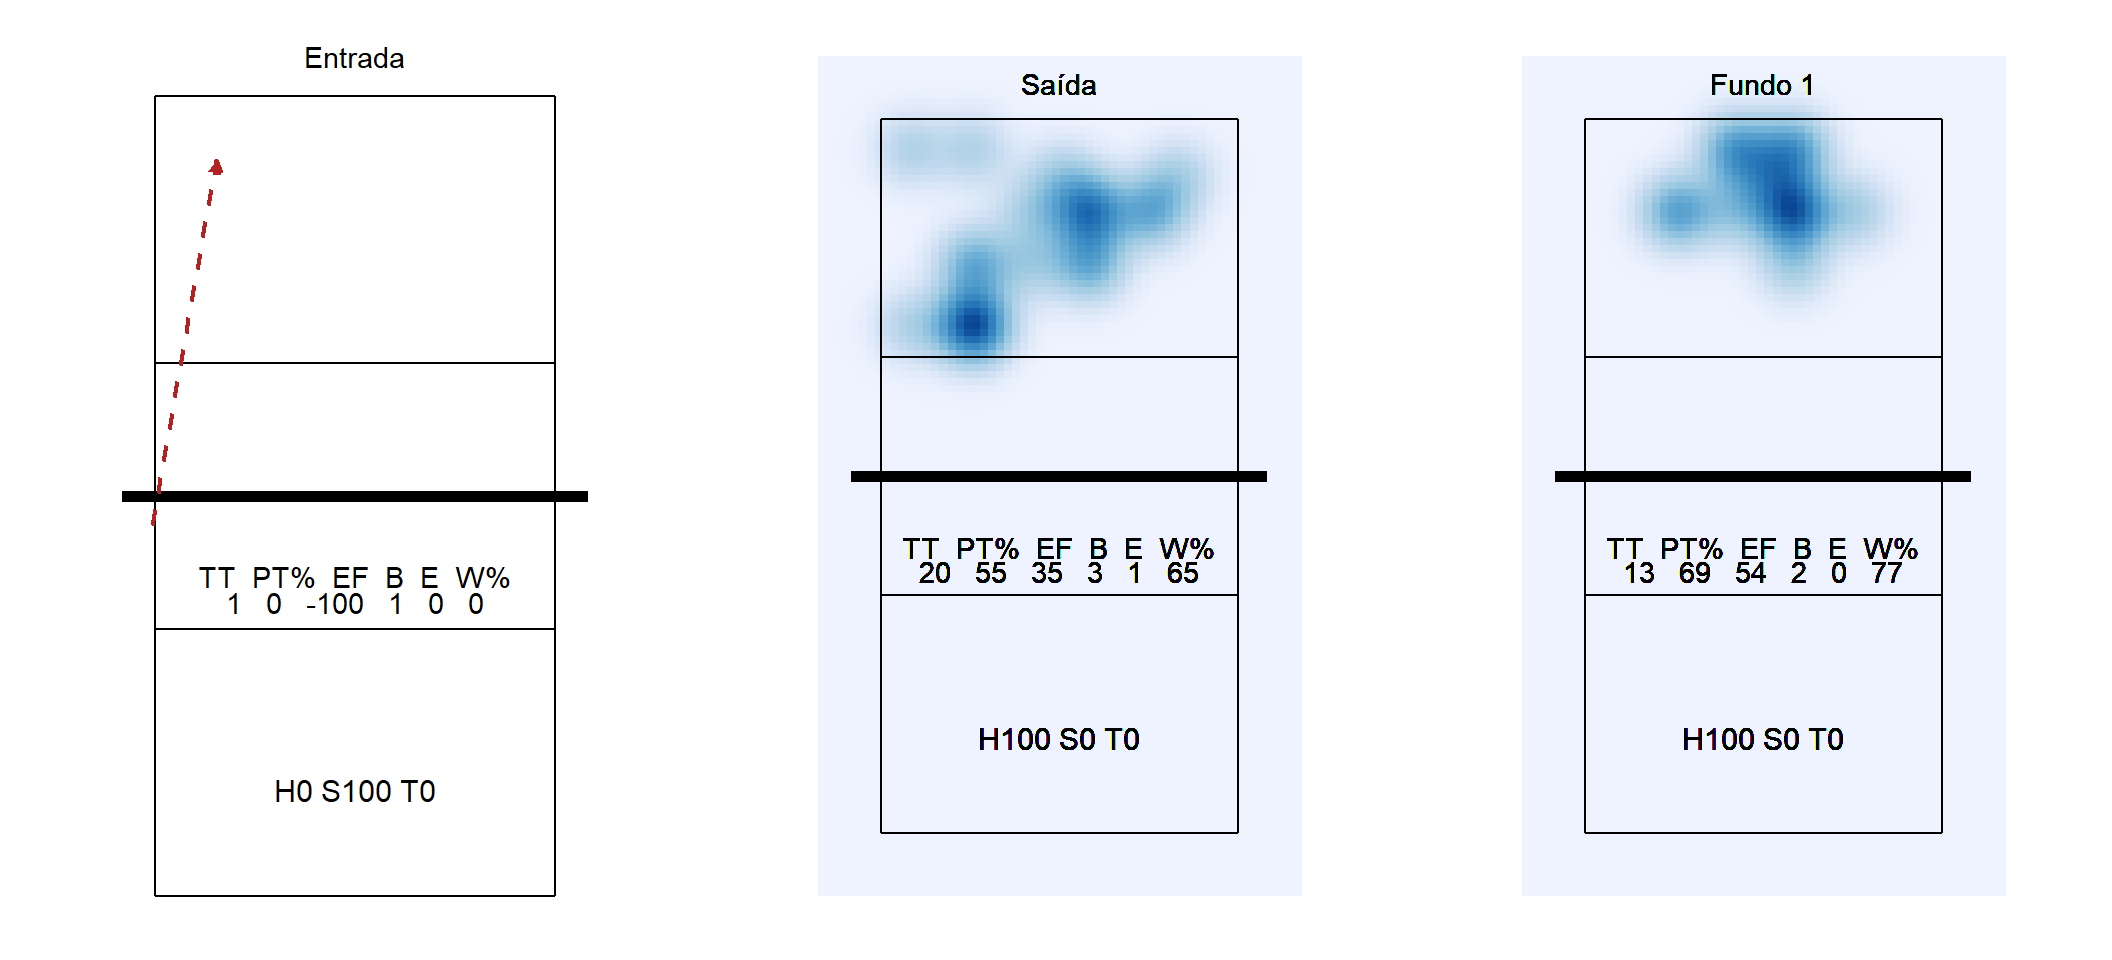 Entrada
TT PT% EF B E W%
1 0 -100 1 0 0
H0 S100 T0
Saída
TT PT% EF B E W%
20 55 35 3 1 65
H100 S0 T0
Fundo 1
TT PT% EF B E W%
13 69 54 2 0 77
H100 S0 T0